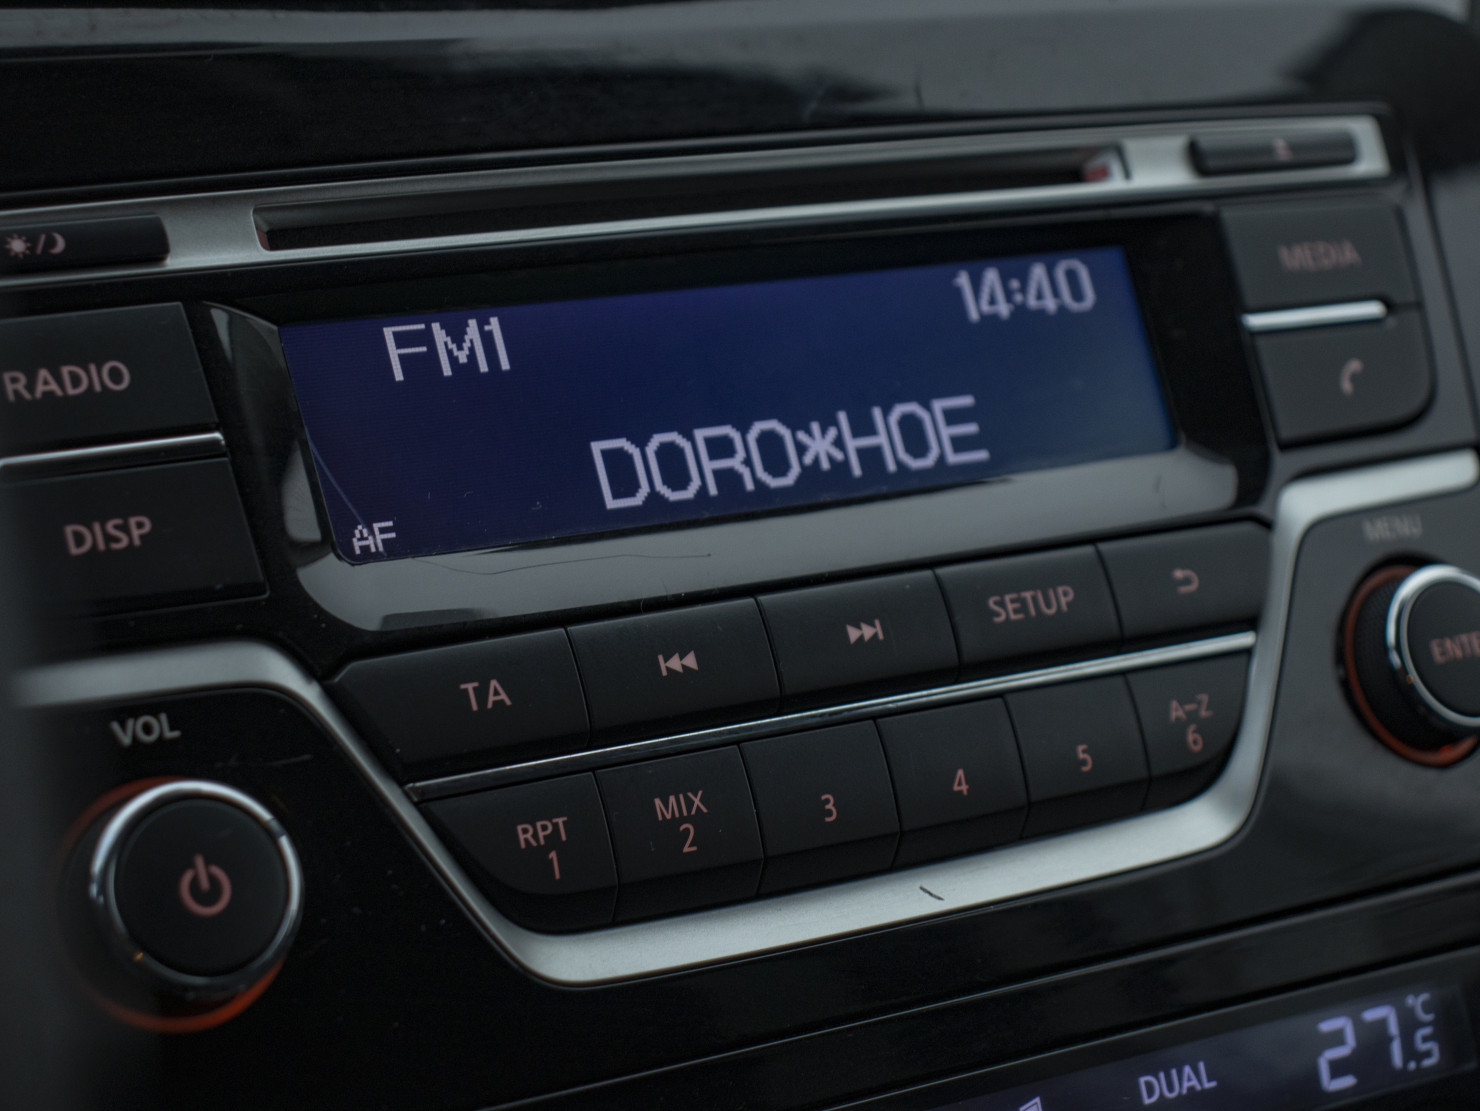 MEDIA
14:40
FM1
RADIO
DORO*HOE
DISP
AF
MENU
SETUP
TA
ENTE
VOL
A-Z
6
5
4
3
MIX
2
RPT
1
27.5 °C
DUAL